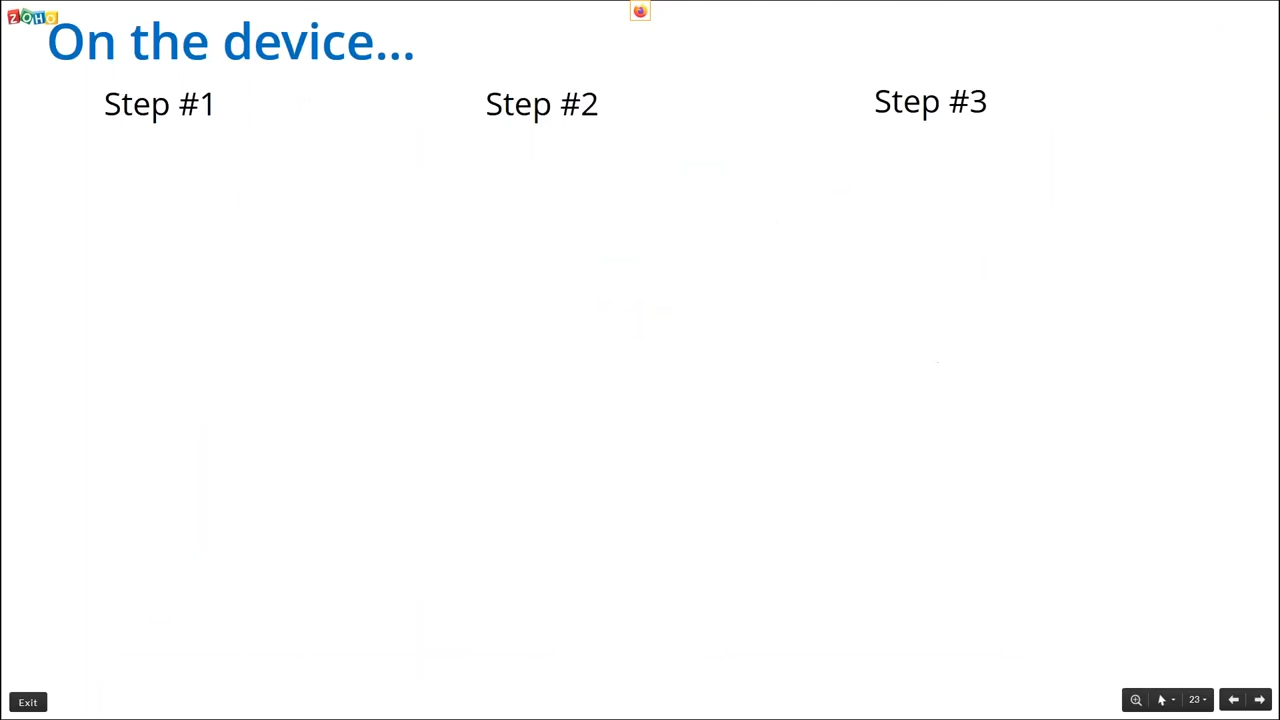 ZOHO
On the device...
Step #1
Step #2
Step #3
Exit
23